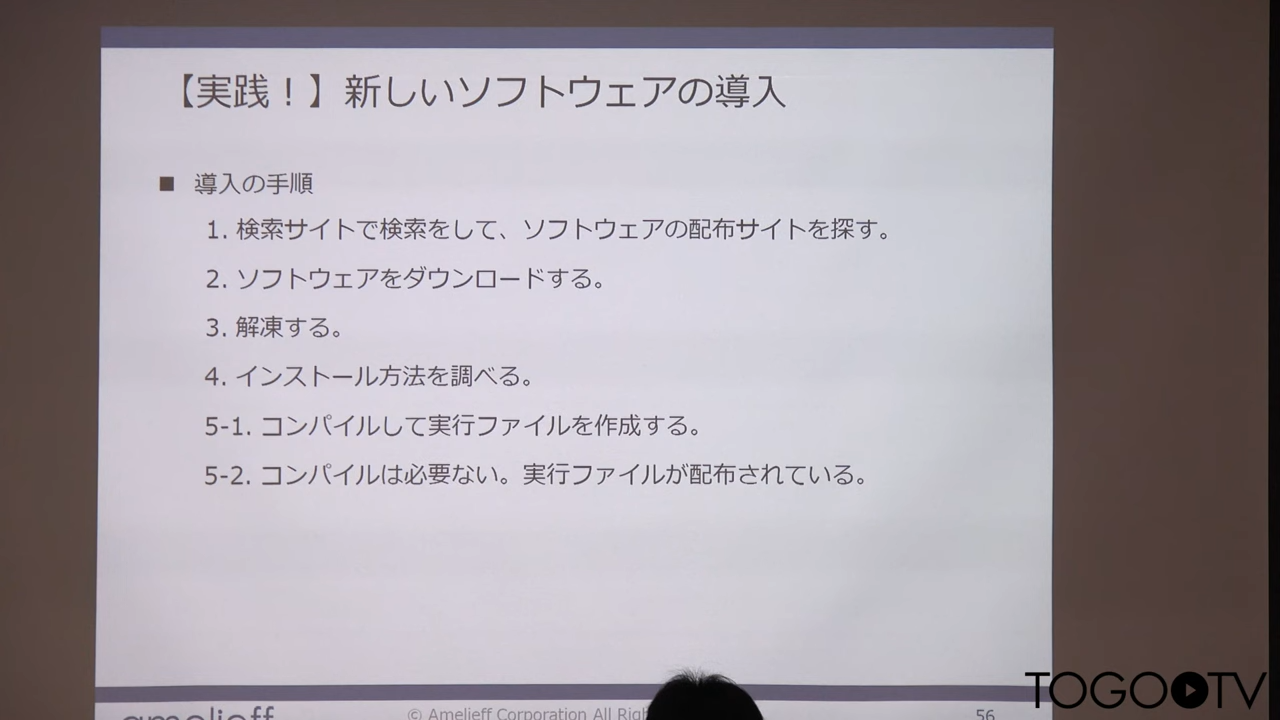 【実践！】新しいソフトウェアの導入
■ 導入の手順
1. 検索サイトで検索をして、ソフトウェアの配布サイトを探す。
2. ソフトウェアをダウンロードする。
3. 解凍する。
4. インストール方法を調べる。
5-1. コンパイルして実行ファイルを作成する。
5-2. コンパイルは必要ない。実行ファイルが配布されている。
amelieff
© Amelieff Corporation All
56
TOGOTV